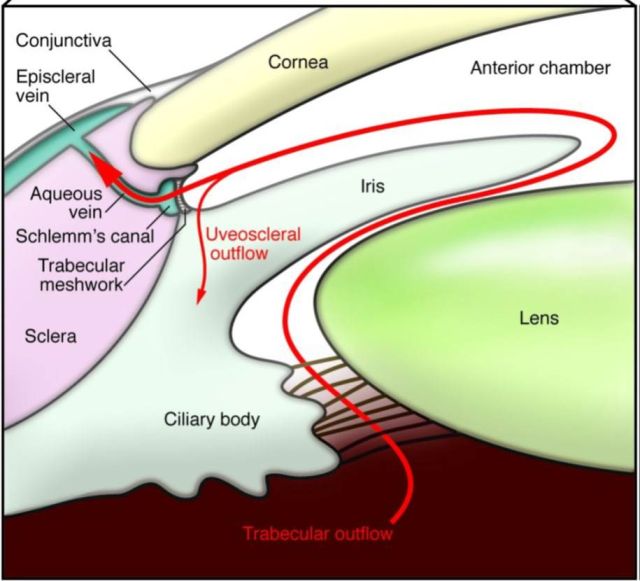 Conjunctiva
Cornea
Anterior chamber
Episcleral
vein
Iris
Aqueous
vein
Schlemm's canal
Uveoscleral
outflow
Trabecular
meshwork
Lens
Sclera
Ciliary body
Trabecular outflow